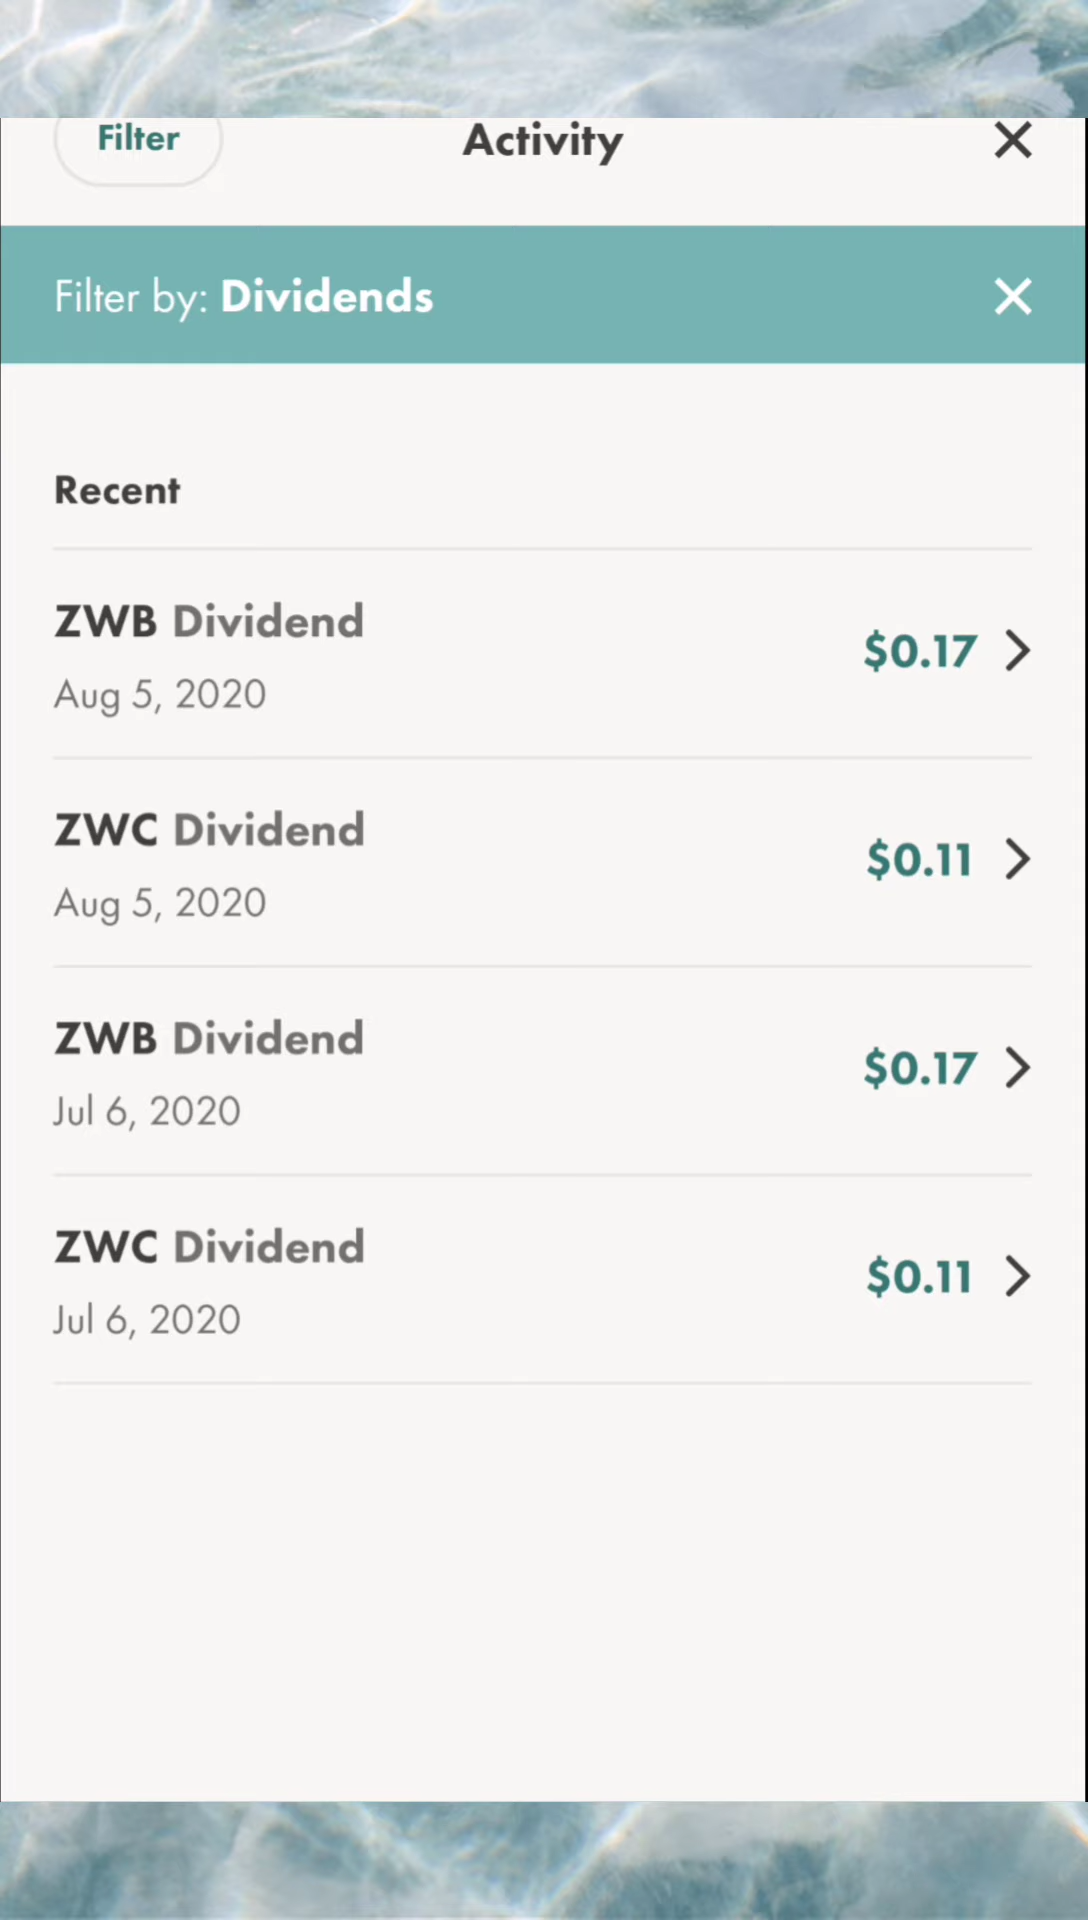 Filter
Activity
Filter by: Dividends
Recent
ZWB Dividend
$0.17
Aug 5, 2020
ZWC Dividend
$0.11
Aug 5, 2020
ZWB Dividend
$0.17
Jul 6, 2020
ZWC Dividend
$0.11
Jul 6, 2020